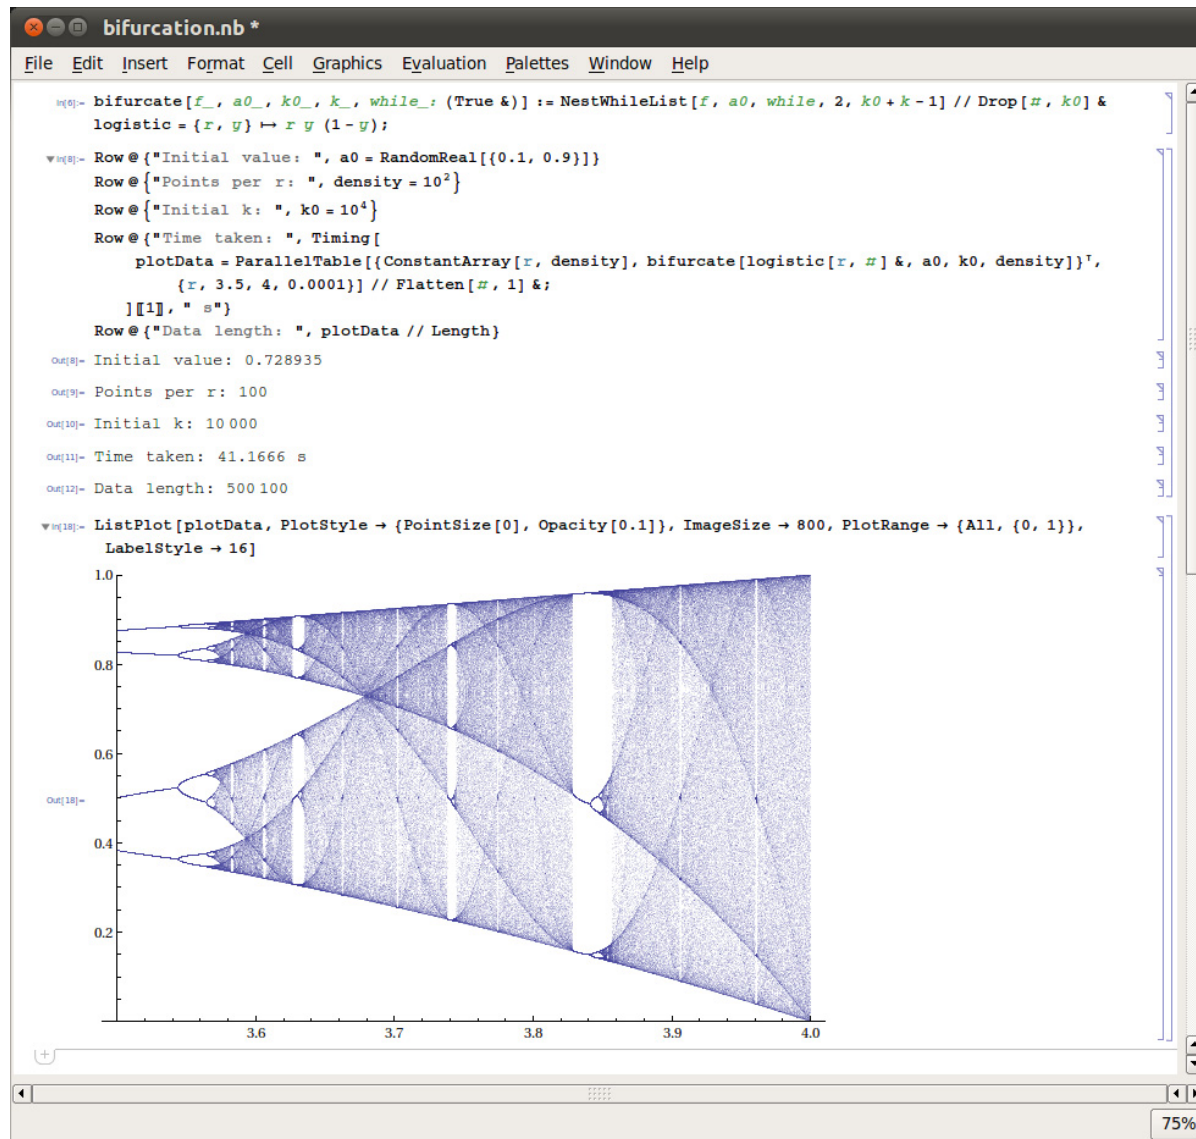 bifurcation.nb *
File Edit Insert Format Cell Graphics Evaluation Palettes Window Help
In[6]:= bifurcate[f_, a0_, k0_, k_, while_: (True &)] := NestWhileList[f, a0, while, 2, k0 + k - 1] // Drop[#, k0] &
logistic = {r, y} ↦ r y (1 - y);
In[8]:= Row@{"Initial value: ", a0 = RandomReal[{0.1, 0.9}]}
Row@{"Points per r: ", density = 10²}
Row@{"Initial k: ", k0 = 10⁴}
Row@{"Time taken: ", Timing[
plotData = ParallelTable[{ConstantArray[r, density], bifurcate[logistic[r, #] &, a0, k0, density]}ᵀ,
{r, 3.5, 4, 0.0001}] // Flatten[#, 1] &;
]〚1〛, " s"}
Row@{"Data length: ", plotData // Length}
Out[8]= Initial value: 0.728935
Out[9]= Points per r: 100
Out[10]= Initial k: 10 000
Out[11]= Time taken: 41.1666 s
Out[12]= Data length: 500 100
In[18]:= ListPlot[plotData, PlotStyle → {PointSize[0], Opacity[0.1]}, ImageSize → 800, PlotRange → {All, {0, 1}},
LabelStyle → 16]
1.0
0.8
0.6
Out[18]=
0.4
0.2
3.6 3.7 3.8 3.9 4.0
75%